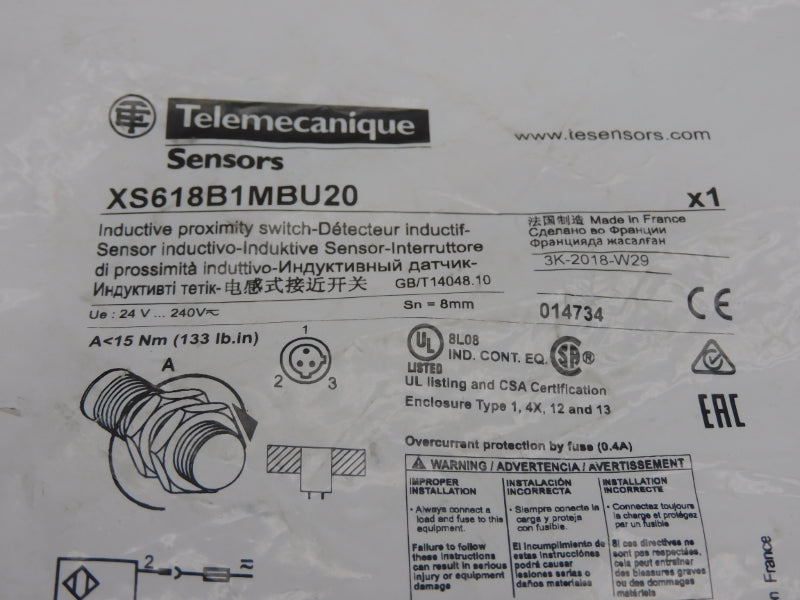 Telemecanique
Sensors
www.tesensors.com
XS618B1MBU20
x1
Inductive proximity switch-Détecteur inductif-
Sensor inductivo-Induktive Sensor-Interruttore
di prossimità induttivo-Индуктивный датчик-
Индуктивті тетік-电感式接近开关 GB/T14048.10
法国制造 Made In France
Сделано во Франции
Францияда жасалған
3K-2018-W29
Ue : 24 V ... 240V≂
Sn = 8mm
014734
CE
A<15 Nm (133 lb.in)
A
1
2
3
UL
LISTED
8L08
IND. CONT. EQ.
SA®
UL listing and CSA Certification
Enclosure Type 1, 4X, 12 and 13
EAC
Overcurrent protection by fuse (0.4A)
WARNING / ADVERTENCIA / AVERTISSEMENT
IMPROPER
INSTALLATION
• Always connect a
load and fuse to this
equipment.
Failure to follow
these instructions
can result in serious
injury or equipment
damage
INSTALACIÓN
INCORRECTA
• Siempre conecte la
carga y proteja
con fusible.
El incumplimiento de
estas instrucciones
podrá causar
lesiones serias o
daños materiales
INSTALLATION
INCORRECTE
• Connectez toujours
la charge et protégez
par un fusible
Si ces directives ne
sont pas respectées,
cela peut entraîner
des blessures graves
ou des dommages
matériels
2
≂
on France